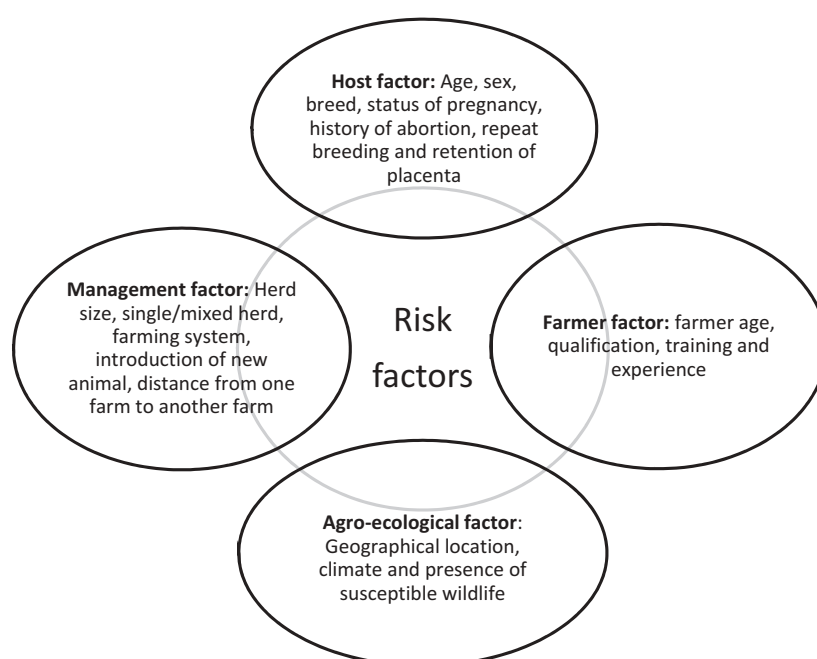 Host factor: Age, sex,
breed, status of pregnancy,
history of abortion, repeat
breeding and retention of
placenta
Management factor: Herd
size, single/mixed herd,
farming system,
introduction of new
animal, distance from one
farm to another farm
Risk
factors
Farmer factor: farmer age,
qualification, training and
experience
Agro-ecological factor:
Geographical location,
climate and presence of
susceptible wildlife